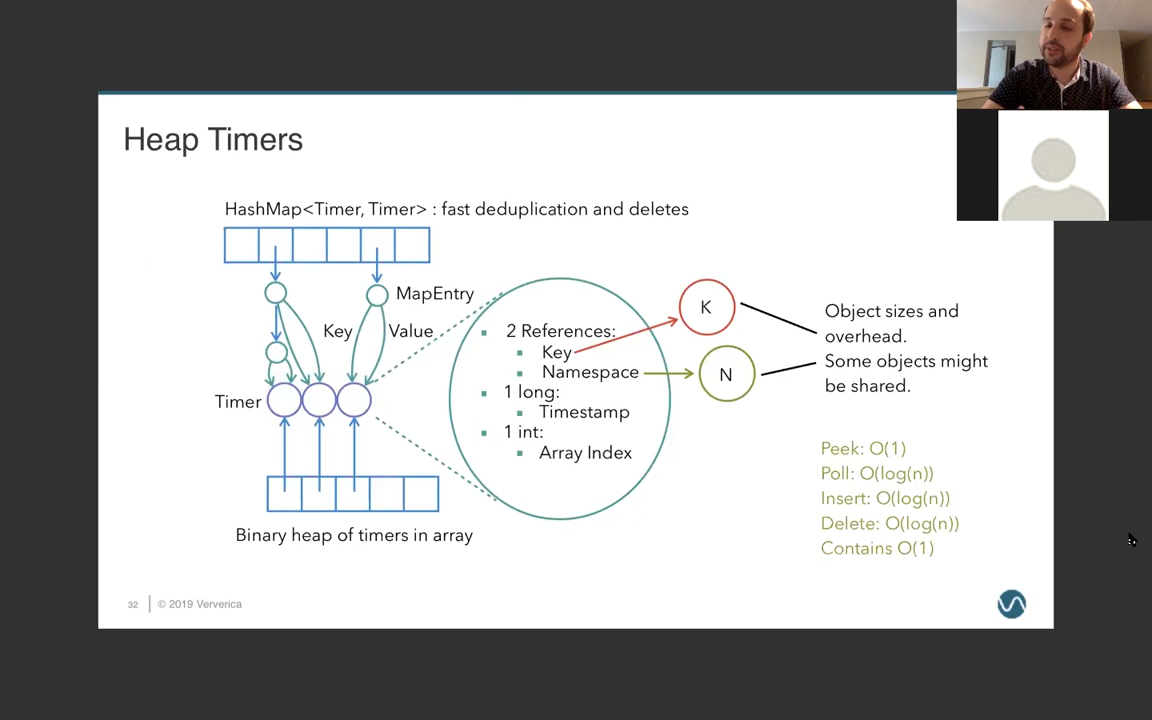 Heap Timers
HashMap<Timer, Timer> : fast deduplication and deletes
MapEntry
Key
Value
Timer
Binary heap of timers in array
2 References:
Key
Namespace
1 long:
Timestamp
1 int:
Array Index
K
N
Object sizes and
overhead.
Some objects might
be shared.
Peek: O(1)
Poll: O(log(n))
Insert: O(log(n))
Delete: O(log(n))
Contains O(1)
32
© 2019 Ververica